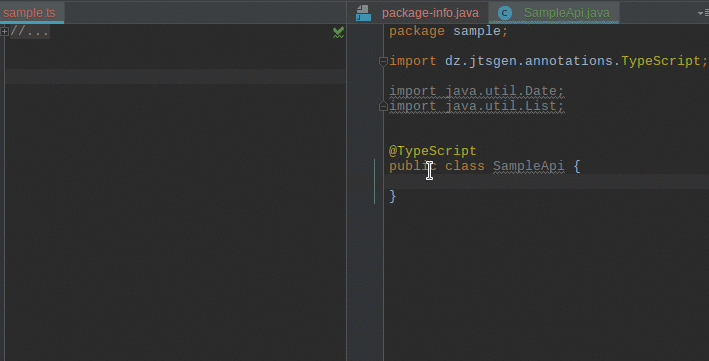 sample.ts
//...
package-info.java
SampleApi.java
package sample;
import dz.jtsgen.annotations.TypeScript;
import java.util.Date;
import java.util.List;
@TypeScript
public class SampleApi {
}